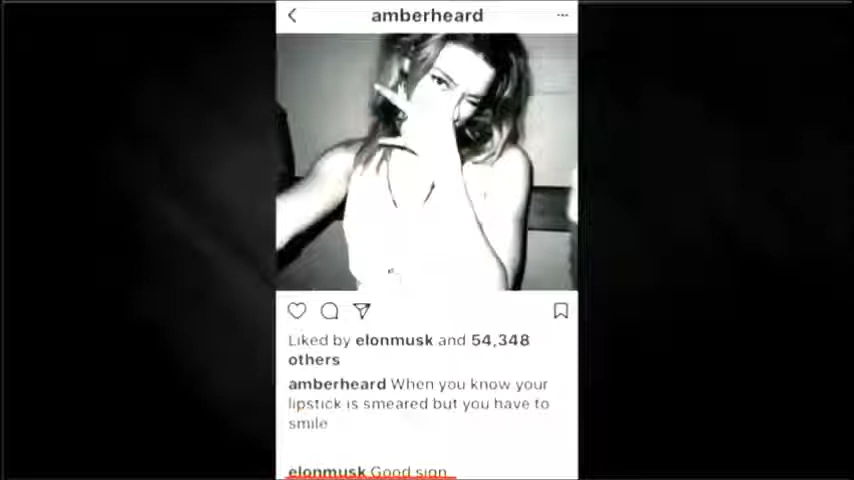 amberheard
Liked by elonmusk and 54,348
others
amberheard When you know your
lipstick is smeared but you have to
smile
elonmusk Good sign